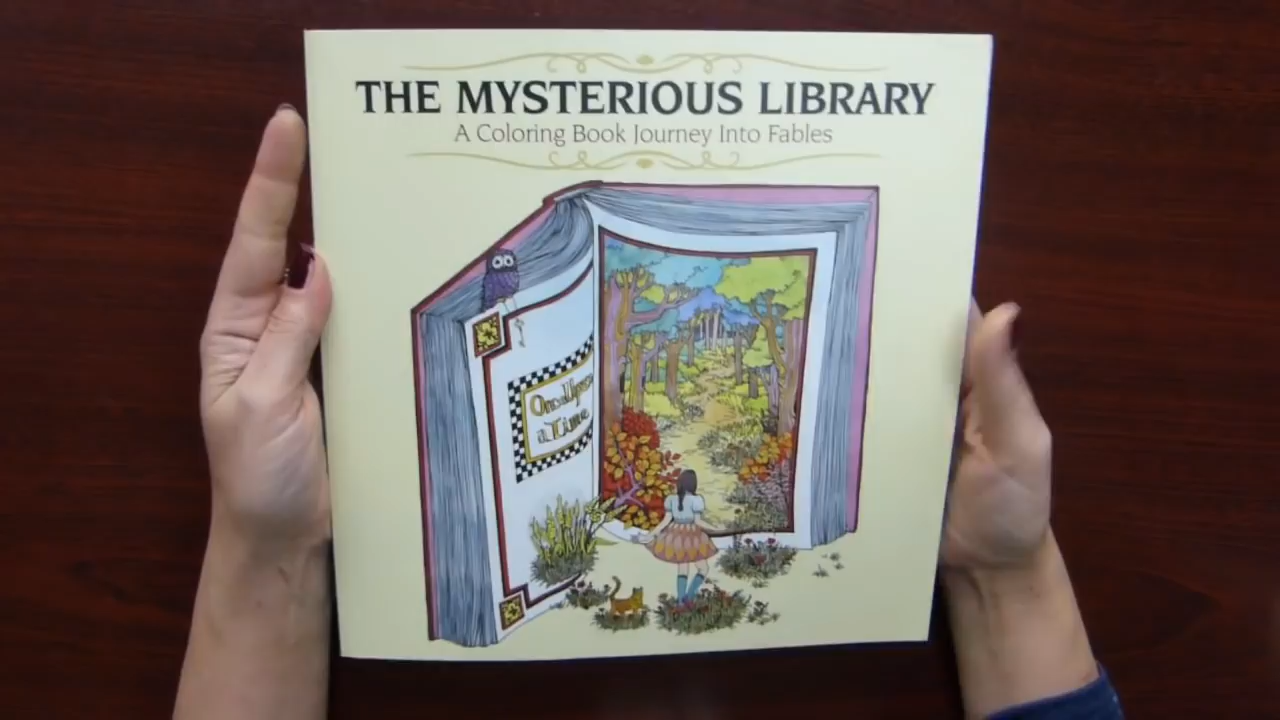 THE MYSTERIOUS LIBRARY
A Coloring Book Journey Into Fables
Once Upon
a Time